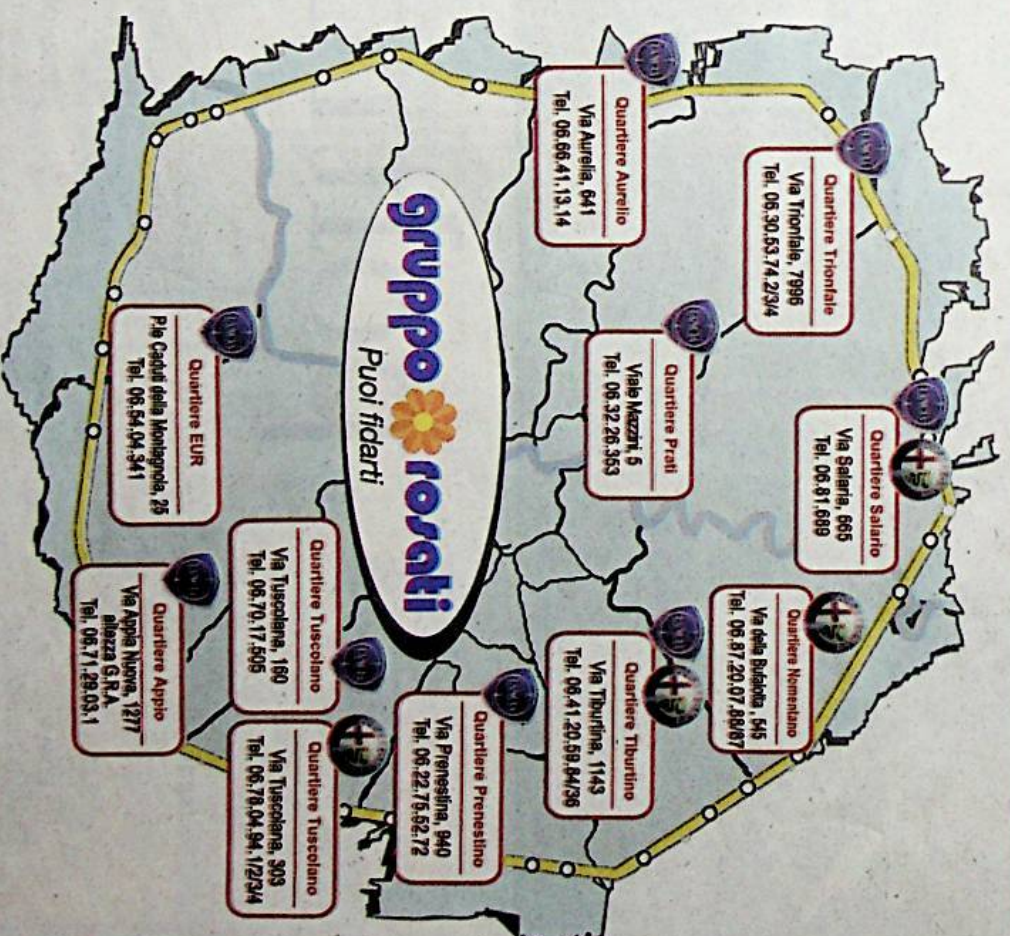 Quartiere Trionfale
Via Trionfale, 7996
Tel. 06.30.53.74.2/3/4
Quartiere Salario
Via Salaria, 665
Tel. 06.81.689
Quartiere Nomentano
Via della Bufalotta, 545
Tel. 06.87.20.07.88/87
Quartiere Aurelio
Via Aurelia, 641
Tel. 06.66.41.13.14
Quartiere Prati
Viale Mazzini, 5
Tel. 06.32.26.353
Quartiere Tiburtino
Via Tiburtina, 1143
Tel. 06.41.20.59.84/36
gruppo rosati
Puoi fidarti
Quartiere Prenestino
Via Prenestina, 940
Tel. 06.22.75.52.72
Quartiere Tuscolano
Via Tuscolana, 160
Tel. 06.70.17.505
Quartiere Tuscolano
Via Tuscolana, 303
Tel. 06.78.04.94.1/2/3/4
Quartiere EUR
P.le Caduti della Montagnola, 25
Tel. 06.54.04.341
Quartiere Appio
Via Appia Nuova, 1277
altezza G.R.A.
Tel. 06.71.29.03.1